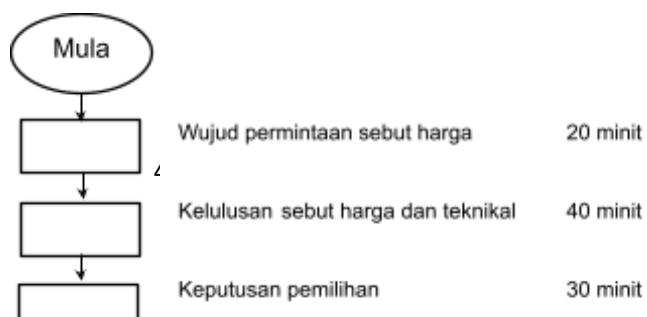 Mula
Wujud permintaan sebut harga 20 minit
Kelulusan sebut harga dan teknikal 40 minit
Keputusan pemilihan 30 minit